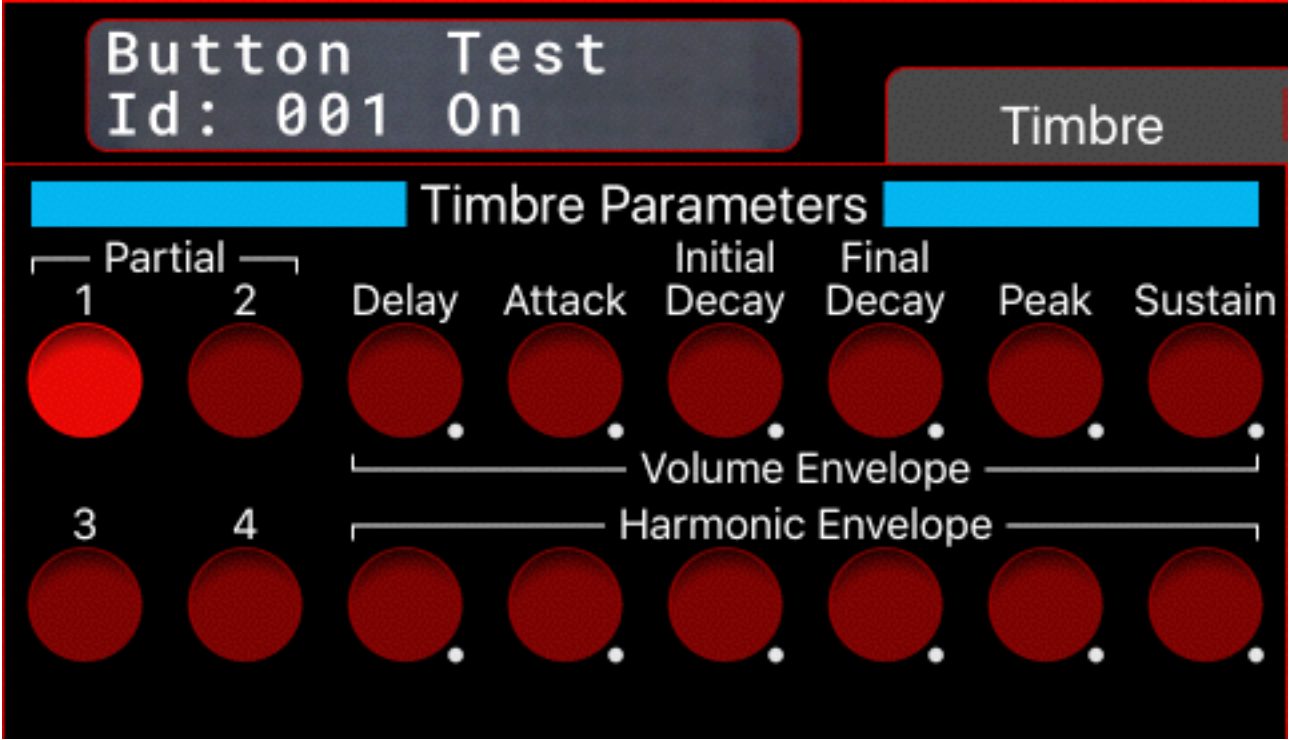 Button Test
Id: 001 On
Timbre
Timbre Parameters
Partial
Initial Final
1 2 Delay Attack Decay Decay Peak Sustain
Volume Envelope
3 4 Harmonic Envelope